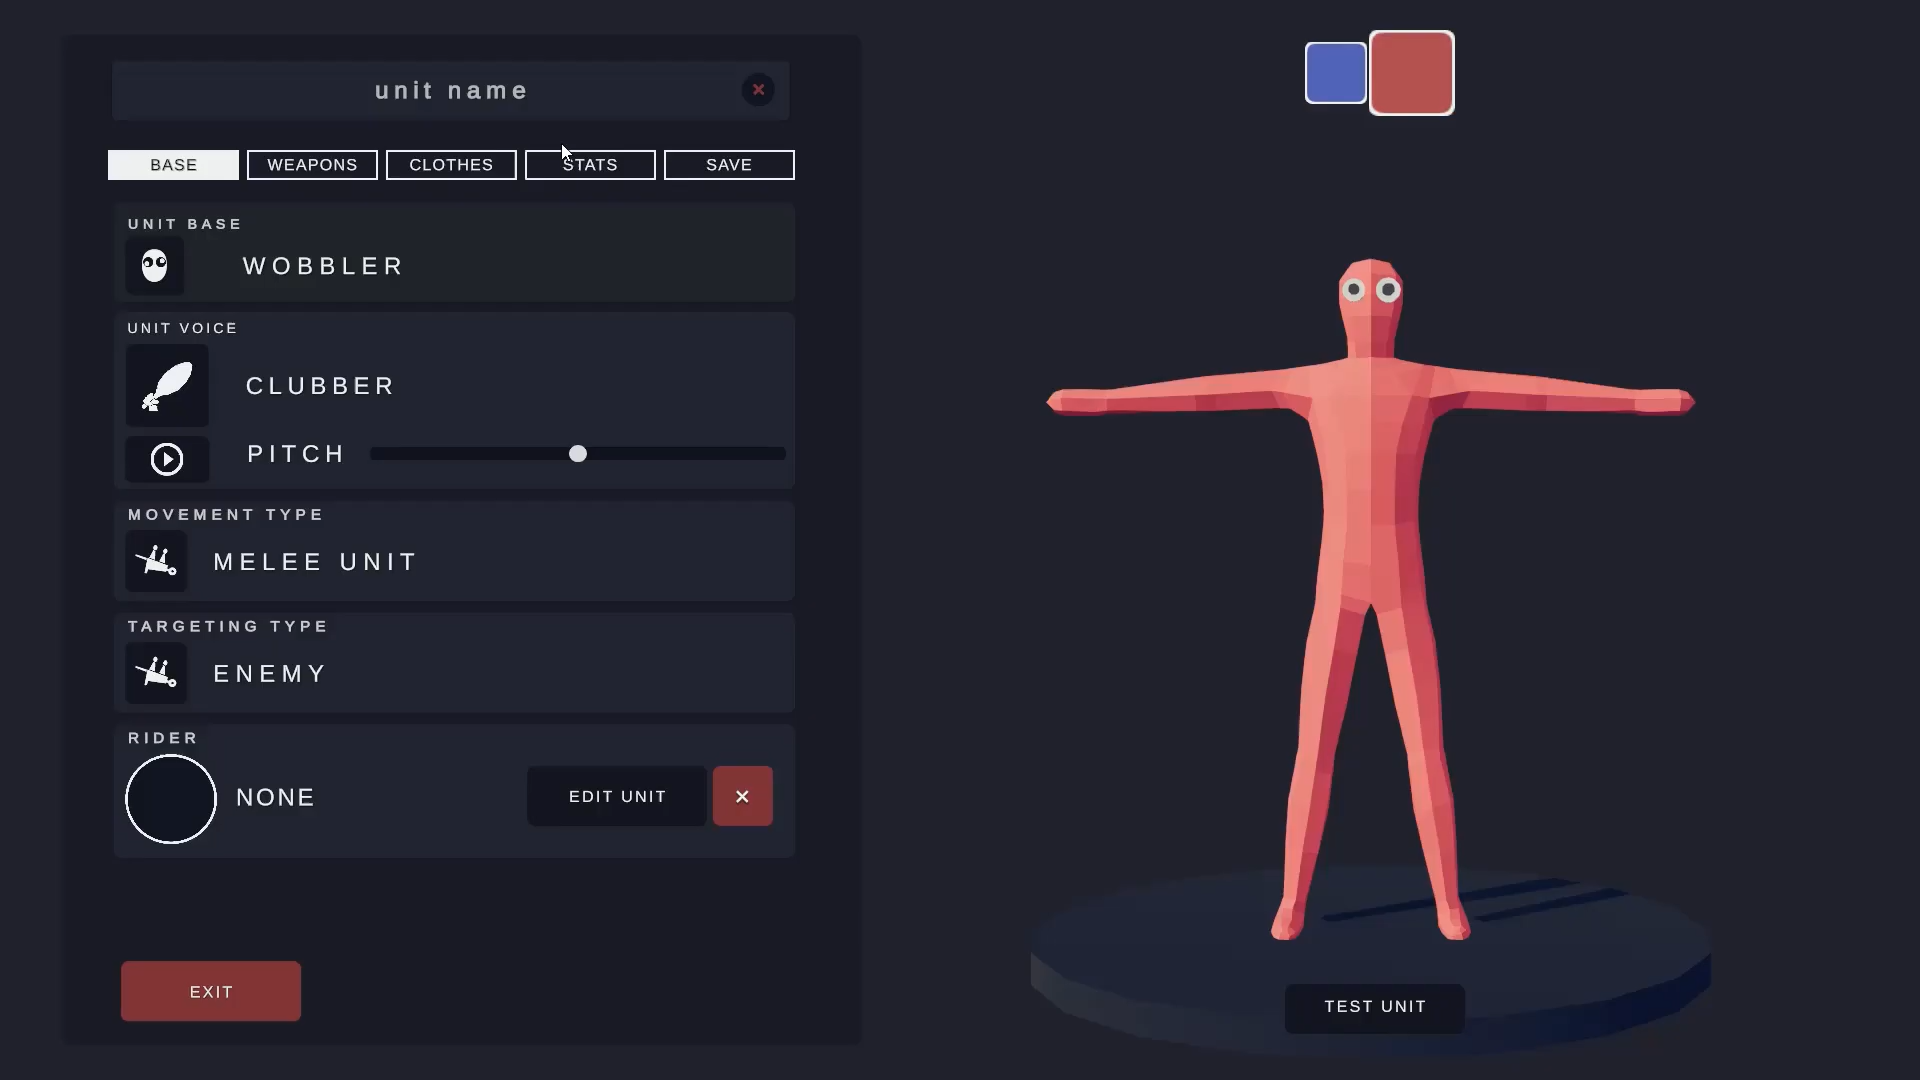 unit name
BASE
WEAPONS
CLOTHES
STATS
SAVE
UNIT BASE
WOBBLER
UNIT VOICE
CLUBBER
PITCH
MOVEMENT TYPE
MELEE UNIT
TARGETING TYPE
ENEMY
RIDER
NONE
EDIT UNIT
EXIT
TEST UNIT